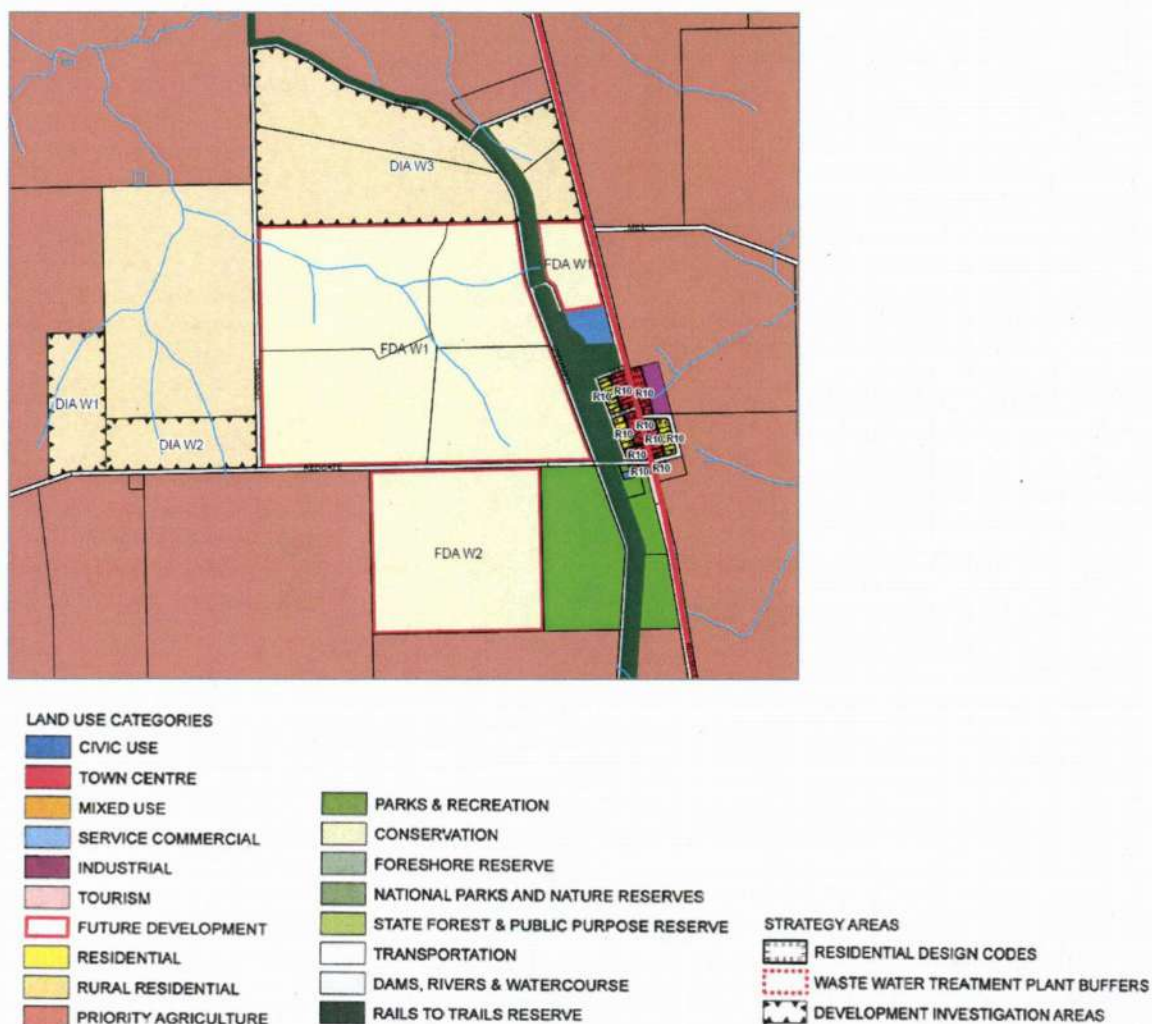 DIA W3
FDA W1
FDA W1
DIA W1
DIA W2
R10
R10
R10
R10
R10
R10
R10
R10
R10
R10
FDA W2
LAND USE CATEGORIES
CIVIC USE
TOWN CENTRE
MIXED USE
SERVICE COMMERCIAL
INDUSTRIAL
TOURISM
FUTURE DEVELOPMENT
RESIDENTIAL
RURAL RESIDENTIAL
PRIORITY AGRICULTURE
PARKS & RECREATION
CONSERVATION
FORESHORE RESERVE
NATIONAL PARKS AND NATURE RESERVES
STATE FOREST & PUBLIC PURPOSE RESERVE
TRANSPORTATION
DAMS, RIVERS & WATERCOURSE
RAILS TO TRAILS RESERVE
STRATEGY AREAS
RESIDENTIAL DESIGN CODES
WASTE WATER TREATMENT PLANT BUFFERS
DEVELOPMENT INVESTIGATION AREAS